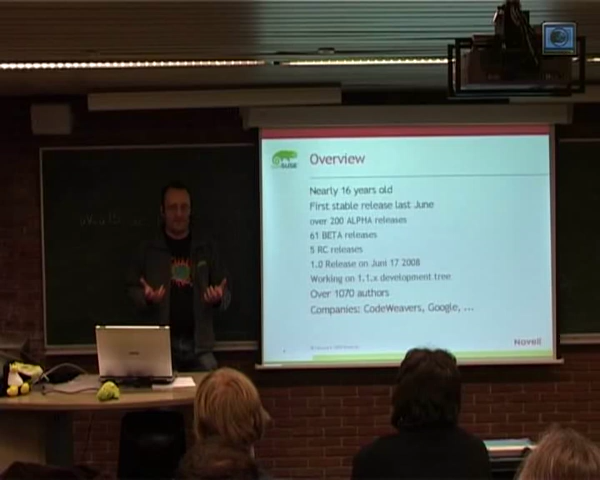 SUSE
Overview
Nearly 16 years old
First stable release last June
over 200 ALPHA releases
61 BETA releases
5 RC releases
1.0 Release on Juni 17 2008
Working on 1.1.x development tree
Over 1070 authors
Companies: CodeWeavers, Google, ...
Novell